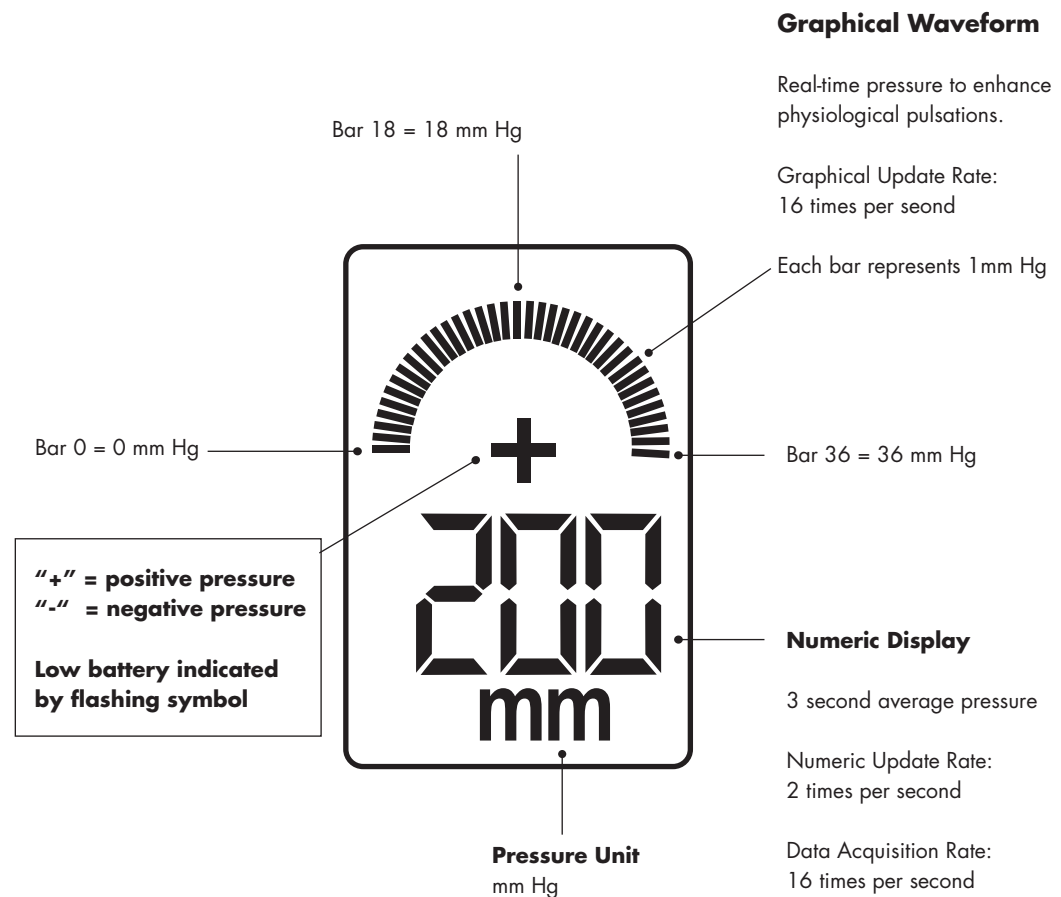 Graphical Waveform
Real-time pressure to enhance
physiological pulsations.
Graphical Update Rate:
16 times per seond
Each bar represents 1mm Hg
Bar 18 = 18 mm Hg
Bar 0 = 0 mm Hg
Bar 36 = 36 mm Hg
+
200
mm
"+" = positive pressure
"-" = negative pressure
Low battery indicated
by flashing symbol
Numeric Display
3 second average pressure
Numeric Update Rate:
2 times per second
Data Acquisition Rate:
16 times per second
Pressure Unit
mm Hg